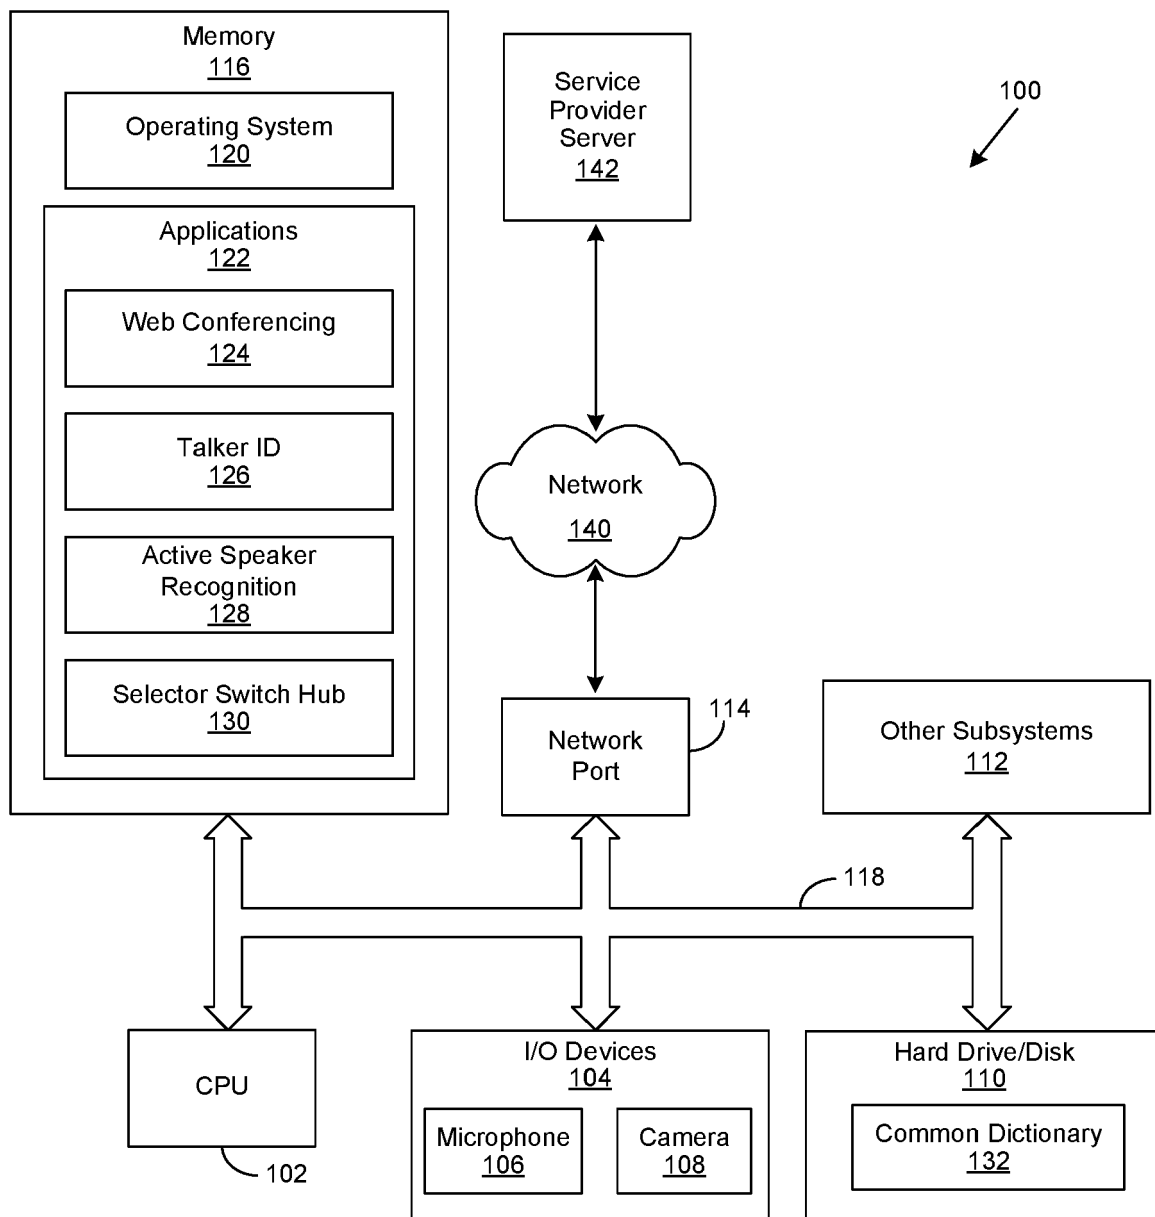 Memory
116
Operating System
120
Applications
122
Web Conferencing
124
Talker ID
126
Active Speaker
Recognition
128
Selector Switch Hub
130
Service
Provider
Server
142
100
Network
140
Network
Port
114
Other Subsystems
112
118
CPU
102
I/O Devices
104
Microphone
106
Camera
108
Hard Drive/Disk
110
Common Dictionary
132